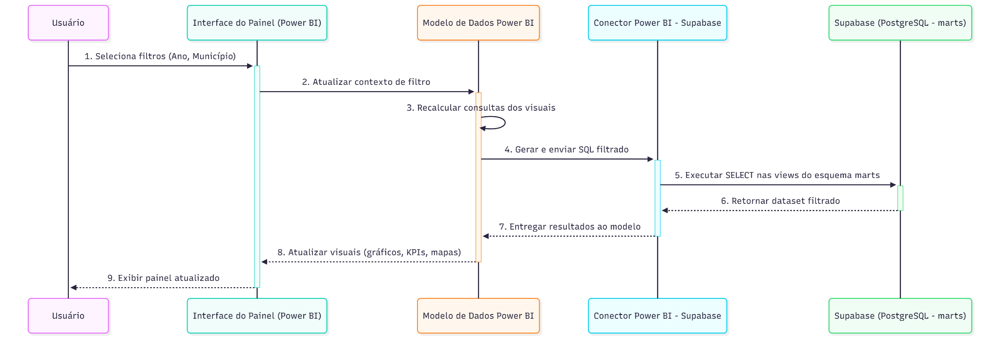 Usuário
Interface do Painel (Power BI)
Modelo de Dados Power BI
Conector Power BI - Supabase
Supabase (PostgreSQL - marts)
1. Seleciona filtros (Ano, Município)
2. Atualizar contexto de filtro
3. Recalcular consultas dos visuais
4. Gerar e enviar SQL filtrado
5. Executar SELECT nas views do esquema marts
6. Retornar dataset filtrado
7. Entregar resultados ao modelo
8. Atualizar visuais (gráficos, KPIs, mapas)
9. Exibir painel atualizado
Usuário
Interface do Painel (Power BI)
Modelo de Dados Power BI
Conector Power BI - Supabase
Supabase (PostgreSQL - marts)